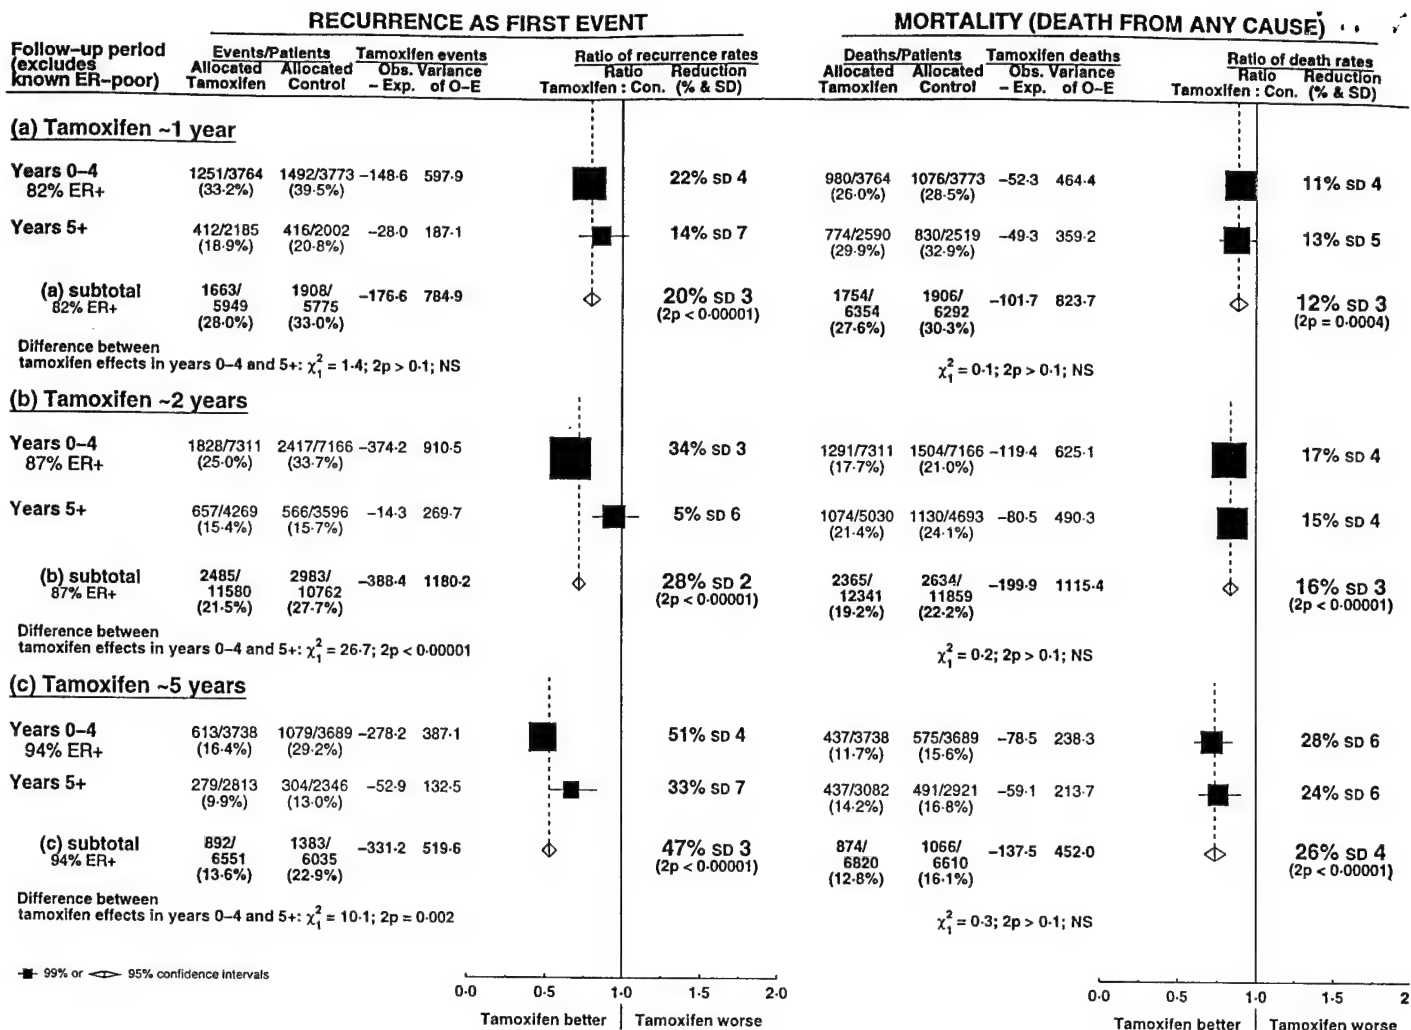 RECURRENCE AS FIRST EVENT MORTALITY (DEATH FROM ANY CAUSE)
Follow–up period (excludes known ER–poor) Events/Patients Tamoxifen events Ratio of recurrence rates Deaths/Patients Tamoxifen deaths Ratio of death rates
Allocated Tamoxifen Allocated Control Obs. – Exp. Variance of O–E Ratio Tamoxifen : Con. Reduction (% & SD) Allocated Tamoxifen Allocated Control Obs. – Exp. Variance of O–E Ratio Tamoxifen : Con. Reduction (% & SD)
(a) Tamoxifen ~1 year
Years 0–4 1251/3764 1492/3773 –148·6 597·9 22% SD 4 980/3764 1076/3773 –52·3 464·4 11% SD 4
82% ER+ (33·2%) (39·5%) (26·0%) (28·5%)
Years 5+ 412/2185 416/2002 –28·0 187·1 14% SD 7 774/2590 830/2519 –49·3 359·2 13% SD 5
(18·9%) (20·8%) (29·9%) (32·9%)
(a) subtotal 1663/ 1908/ –176·6 784·9 20% SD 3 1754/ 1906/ –101·7 823·7 12% SD 3
82% ER+ 5949 5775 (2p < 0·00001) 6354 6292 (2p = 0·0004)
(28·0%) (33·0%) (27·6%) (30·3%)
Difference between
tamoxifen effects in years 0–4 and 5+: χ²₁ = 1·4; 2p > 0·1; NS χ²₁ = 0·1; 2p > 0·1; NS
(b) Tamoxifen ~2 years
Years 0–4 1828/7311 2417/7166 –374·2 910·5 34% SD 3 1291/7311 1504/7166 –119·4 625·1 17% SD 4
87% ER+ (25·0%) (33·7%) (17·7%) (21·0%)
Years 5+ 657/4269 566/3596 –14·3 269·7 5% SD 6 1074/5030 1130/4693 –80·5 490·3 15% SD 4
(15·4%) (15·7%) (21·4%) (24·1%)
(b) subtotal 2485/ 2983/ –388·4 1180·2 28% SD 2 2365/ 2634/ –199·9 1115·4 16% SD 3
87% ER+ 11580 10762 (2p < 0·00001) 12341 11859 (2p < 0·00001)
(21·5%) (27·7%) (19·2%) (22·2%)
Difference between
tamoxifen effects in years 0–4 and 5+: χ²₁ = 26·7; 2p < 0·00001 χ²₁ = 0·2; 2p > 0·1; NS
(c) Tamoxifen ~5 years
Years 0–4 613/3738 1079/3689 –278·2 387·1 51% SD 4 437/3738 575/3689 –78·5 238·3 28% SD 6
94% ER+ (16·4%) (29·2%) (11·7%) (15·6%)
Years 5+ 279/2813 304/2346 –52·9 132·5 33% SD 7 437/3082 491/2921 –59·1 213·7 24% SD 6
(9·9%) (13·0%) (14·2%) (16·8%)
(c) subtotal 892/ 1383/ –331·2 519·6 47% SD 3 874/ 1066/ –137·5 452·0 26% SD 4
94% ER+ 6551 6035 (2p < 0·00001) 6820 6610 (2p < 0·00001)
(13·6%) (22·9%) (12·8%) (16·1%)
Difference between
tamoxifen effects in years 0–4 and 5+: χ²₁ = 10·1; 2p = 0·002 χ²₁ = 0·3; 2p > 0·1; NS
99% or 95% confidence intervals
0·0 0·5 1·0 1·5 2·0 0·0 0·5 1·0 1·5 2
Tamoxifen better Tamoxifen worse Tamoxifen better Tamoxifen worse